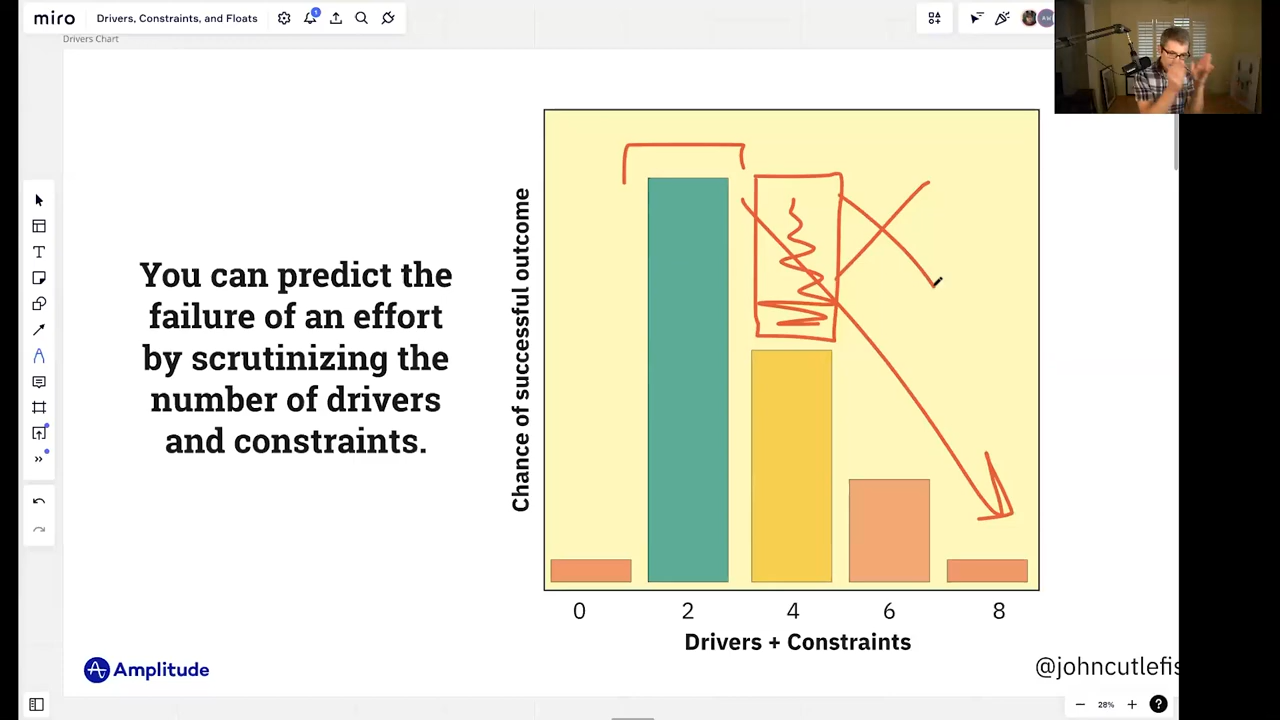 miro
Drivers, Constraints, and Floats
1
Drivers Chart
You can predict the
failure of an effort
by scrutinizing the
number of drivers
and constraints.
Chance of successful outcome
0 2 4 6 8
Drivers + Constraints
Amplitude
@johncutlefis
28%
?